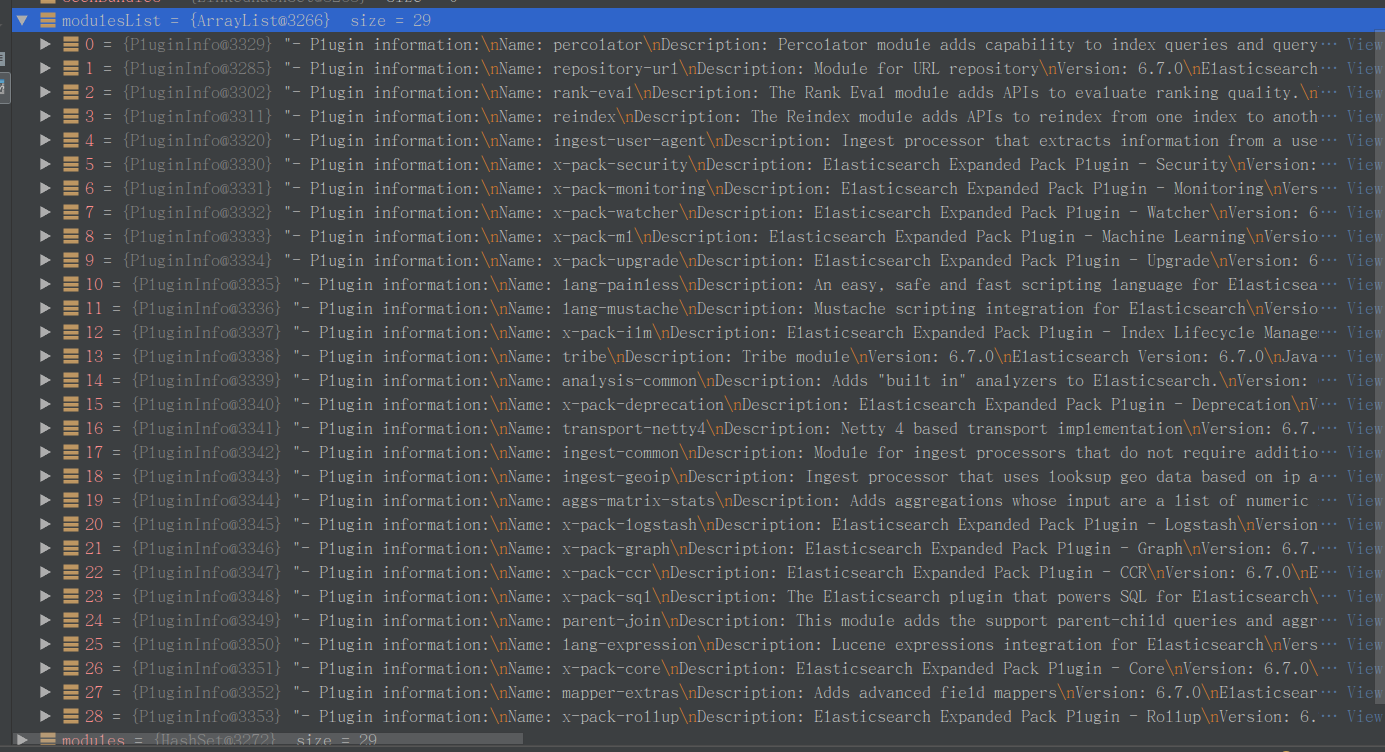 modulesList = {ArrayList@3266} size = 29
0 = {PluginInfo@3329} "- Plugin information:\nName: percolator\nDescription: Percolator module adds capability to index queries and query··· View
1 = {PluginInfo@3285} "- Plugin information:\nName: repository-url\nDescription: Module for URL repository\nVersion: 6.7.0\nElasticsearch··· View
2 = {PluginInfo@3302} "- Plugin information:\nName: rank-eval\nDescription: The Rank Eval module adds APIs to evaluate ranking quality.\n··· View
3 = {PluginInfo@3311} "- Plugin information:\nName: reindex\nDescription: The Reindex module adds APIs to reindex from one index to anoth··· View
4 = {PluginInfo@3320} "- Plugin information:\nName: ingest-user-agent\nDescription: Ingest processor that extracts information from a use··· View
5 = {PluginInfo@3330} "- Plugin information:\nName: x-pack-security\nDescription: Elasticsearch Expanded Pack Plugin - Security\nVersion:··· View
6 = {PluginInfo@3331} "- Plugin information:\nName: x-pack-monitoring\nDescription: Elasticsearch Expanded Pack Plugin - Monitoring\nVers··· View
7 = {PluginInfo@3332} "- Plugin information:\nName: x-pack-watcher\nDescription: Elasticsearch Expanded Pack Plugin - Watcher\nVersion: 6··· View
8 = {PluginInfo@3333} "- Plugin information:\nName: x-pack-ml\nDescription: Elasticsearch Expanded Pack Plugin - Machine Learning\nVersio··· View
9 = {PluginInfo@3334} "- Plugin information:\nName: x-pack-upgrade\nDescription: Elasticsearch Expanded Pack Plugin - Upgrade\nVersion: 6··· View
10 = {PluginInfo@3335} "- Plugin information:\nName: lang-painless\nDescription: An easy, safe and fast scripting language for Elasticsea··· View
11 = {PluginInfo@3336} "- Plugin information:\nName: lang-mustache\nDescription: Mustache scripting integration for Elasticsearch\nVersio··· View
12 = {PluginInfo@3337} "- Plugin information:\nName: x-pack-ilm\nDescription: Elasticsearch Expanded Pack Plugin - Index Lifecycle Manage··· View
13 = {PluginInfo@3338} "- Plugin information:\nName: tribe\nDescription: Tribe module\nVersion: 6.7.0\nElasticsearch Version: 6.7.0\nJava··· View
14 = {PluginInfo@3339} "- Plugin information:\nName: analysis-common\nDescription: Adds "built in" analyzers to Elasticsearch.\nVersion: ··· View
15 = {PluginInfo@3340} "- Plugin information:\nName: x-pack-deprecation\nDescription: Elasticsearch Expanded Pack Plugin - Deprecation\nV··· View
16 = {PluginInfo@3341} "- Plugin information:\nName: transport-netty4\nDescription: Netty 4 based transport implementation\nVersion: 6.7.··· View
17 = {PluginInfo@3342} "- Plugin information:\nName: ingest-common\nDescription: Module for ingest processors that do not require additio··· View
18 = {PluginInfo@3343} "- Plugin information:\nName: ingest-geoip\nDescription: Ingest processor that uses looksup geo data based on ip a··· View
19 = {PluginInfo@3344} "- Plugin information:\nName: aggs-matrix-stats\nDescription: Adds aggregations whose input are a list of numeric ··· View
20 = {PluginInfo@3345} "- Plugin information:\nName: x-pack-logstash\nDescription: Elasticsearch Expanded Pack Plugin - Logstash\nVersion··· View
21 = {PluginInfo@3346} "- Plugin information:\nName: x-pack-graph\nDescription: Elasticsearch Expanded Pack Plugin - Graph\nVersion: 6.7.··· View
22 = {PluginInfo@3347} "- Plugin information:\nName: x-pack-ccr\nDescription: Elasticsearch Expanded Pack Plugin - CCR\nVersion: 6.7.0\nE··· View
23 = {PluginInfo@3348} "- Plugin information:\nName: x-pack-sql\nDescription: The Elasticsearch plugin that powers SQL for Elasticsearch\··· View
24 = {PluginInfo@3349} "- Plugin information:\nName: parent-join\nDescription: This module adds the support parent-child queries and aggr··· View
25 = {PluginInfo@3350} "- Plugin information:\nName: lang-expression\nDescription: Lucene expressions integration for Elasticsearch\nVers··· View
26 = {PluginInfo@3351} "- Plugin information:\nName: x-pack-core\nDescription: Elasticsearch Expanded Pack Plugin - Core\nVersion: 6.7.0\··· View
27 = {PluginInfo@3352} "- Plugin information:\nName: mapper-extras\nDescription: Adds advanced field mappers\nVersion: 6.7.0\nElasticsear··· View
28 = {PluginInfo@3353} "- Plugin information:\nName: x-pack-rollup\nDescription: Elasticsearch Expanded Pack Plugin - Rollup\nVersion: 6.··· View
modules = {HashSet@3272} size = 29